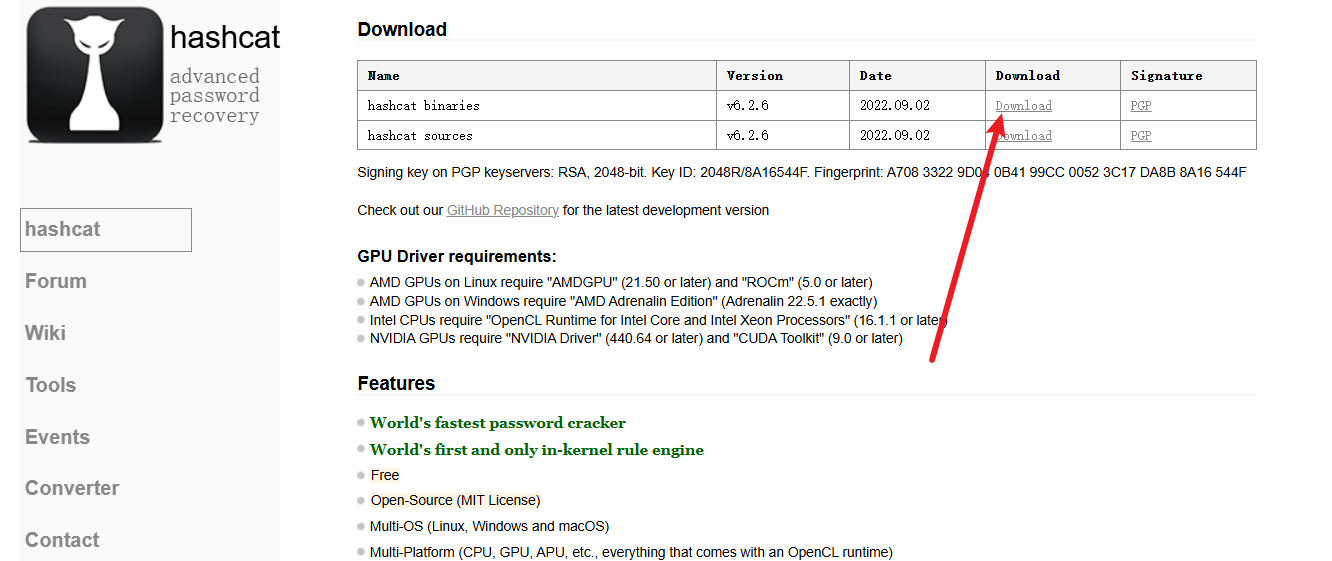 hashcat
advanced
password
recovery
hashcat
Forum
Wiki
Tools
Events
Converter
Contact
Download
Name Version Date Download Signature
hashcat binaries v6.2.6 2022.09.02 Download PGP
hashcat sources v6.2.6 2022.09.02 Download PGP
Signing key on PGP keyservers: RSA, 2048-bit. Key ID: 2048R/8A16544F. Fingerprint: A708 3322 9D04 0B41 99CC 0052 3C17 DA8B 8A16 544F
Check out our GitHub Repository for the latest development version
GPU Driver requirements:
AMD GPUs on Linux require "AMDGPU" (21.50 or later) and "ROCm" (5.0 or later)
AMD GPUs on Windows require "AMD Adrenalin Edition" (Adrenalin 22.5.1 exactly)
Intel CPUs require "OpenCL Runtime for Intel Core and Intel Xeon Processors" (16.1.1 or later)
NVIDIA GPUs require "NVIDIA Driver" (440.64 or later) and "CUDA Toolkit" (9.0 or later)
Features
World's fastest password cracker
World's first and only in-kernel rule engine
Free
Open-Source (MIT License)
Multi-OS (Linux, Windows and macOS)
Multi-Platform (CPU, GPU, APU, etc., everything that comes with an OpenCL runtime)